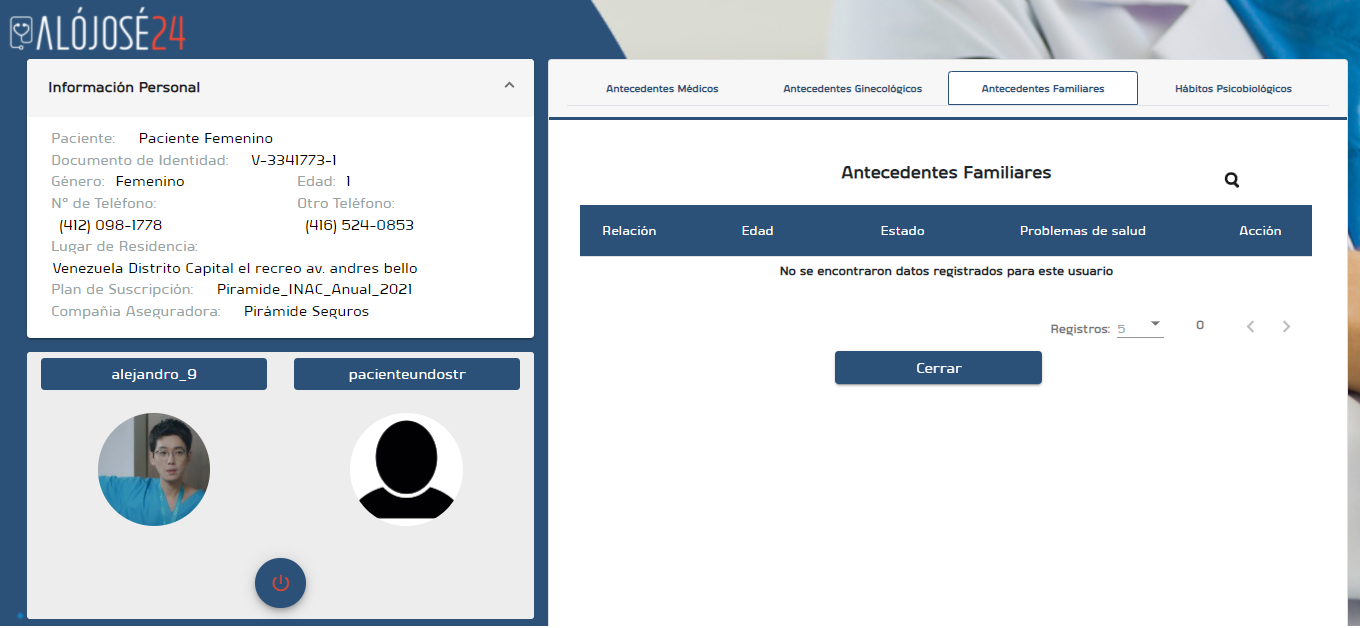 ALÓJOSÉ24
Información Personal
Paciente: Paciente Femenino
Documento de Identidad: V-3341773-1
Género: Femenino Edad: 1
N° de Teléfono: Otro Teléfono:
(412) 098-1778 (416) 524-0853
Lugar de Residencia:
Venezuela Distrito Capital el recreo av. andres bello
Plan de Suscripción: Piramide_INAC_Anual_2021
Compañia Aseguradora: Pirámide Seguros
alejandro_9 pacienteundostr
Antecedentes Médicos Antecedentes Ginecológicos Antecedentes Familiares Hábitos Psicobiológicos
Antecedentes Familiares
Relación Edad Estado Problemas de salud Acción
No se encontraron datos registrados para este usuario
Registros: 5 0
Cerrar